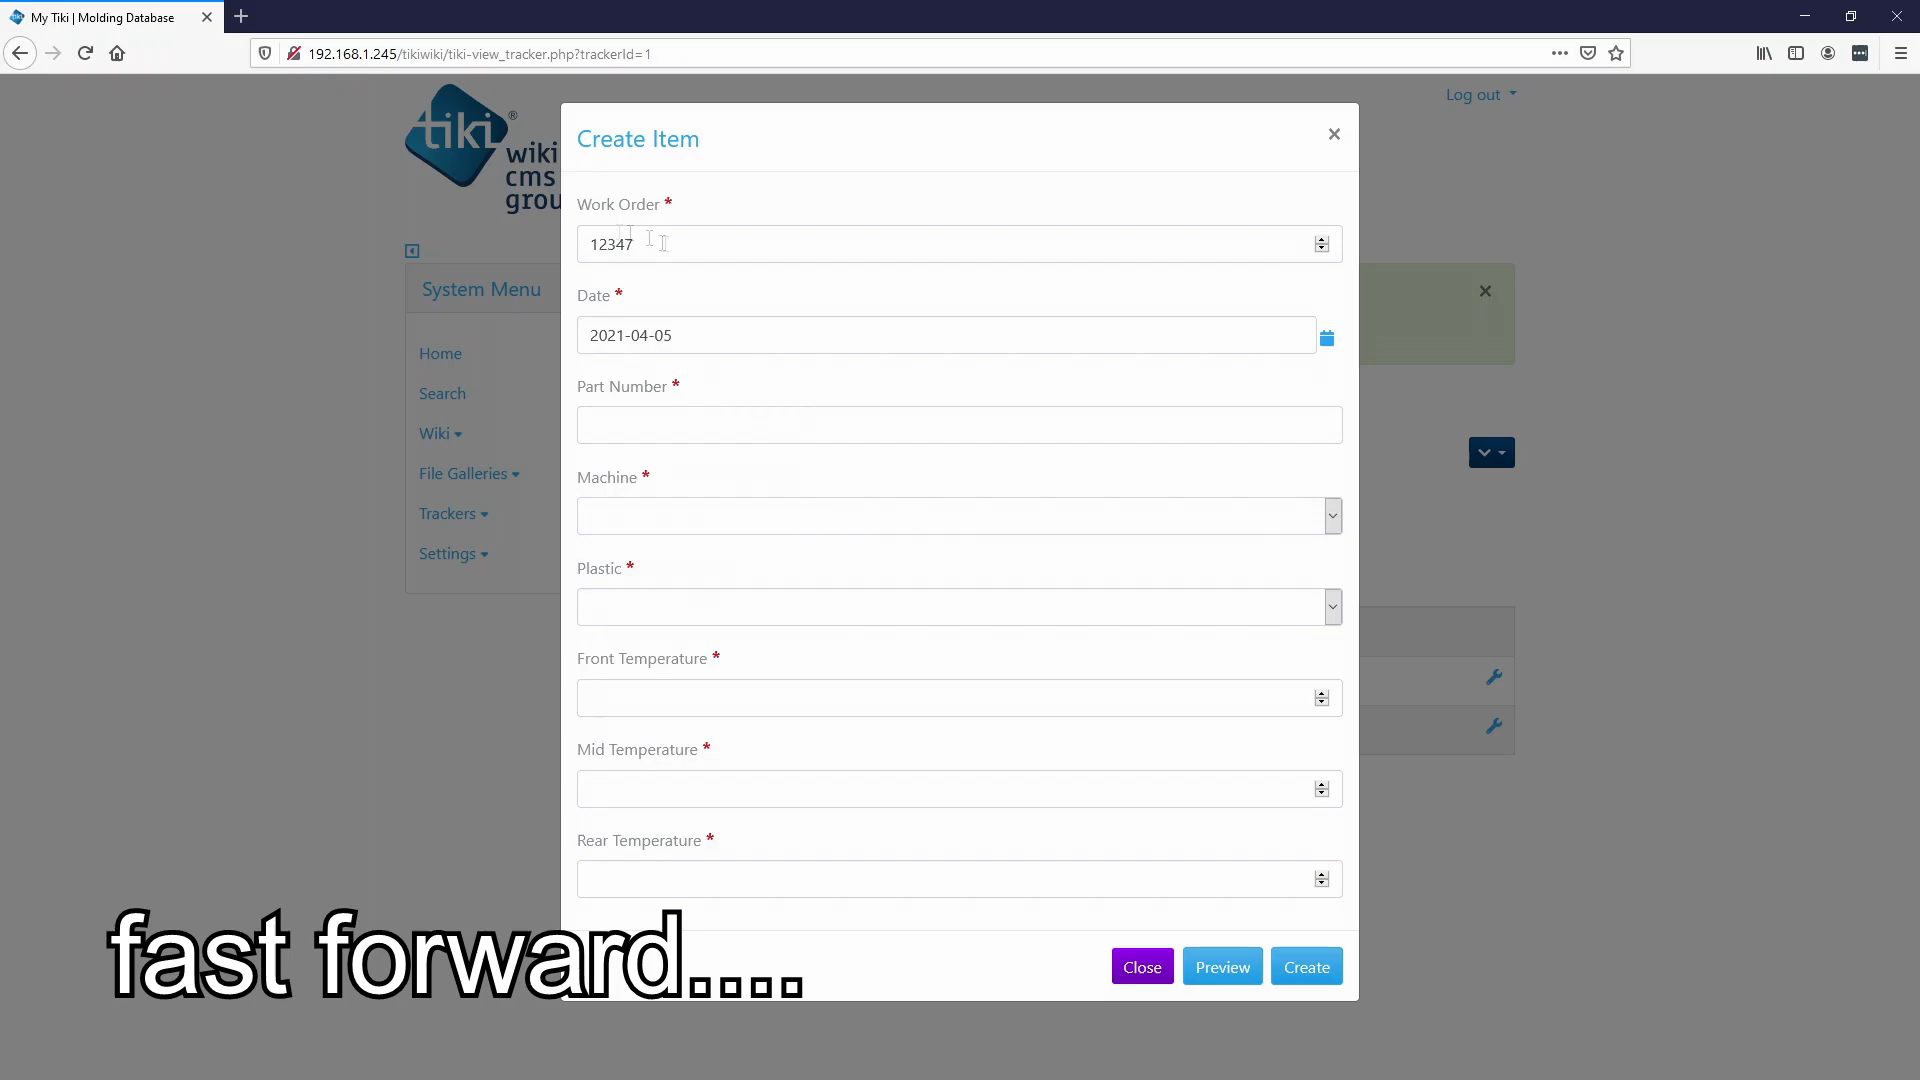 My Tiki | Molding Database
192.168.1.245/tikiwiki/tiki-view_tracker.php?trackerId=1
Log out
tiki®
wiki
cms
grou
Create Item
Work Order *
12347
Date *
2021-04-05
Part Number *
Machine *
Plastic *
Front Temperature *
Mid Temperature *
Rear Temperature *
System Menu
Home
Search
Wiki
File Galleries
Trackers
Settings
Close
Preview
Create
fast forward....